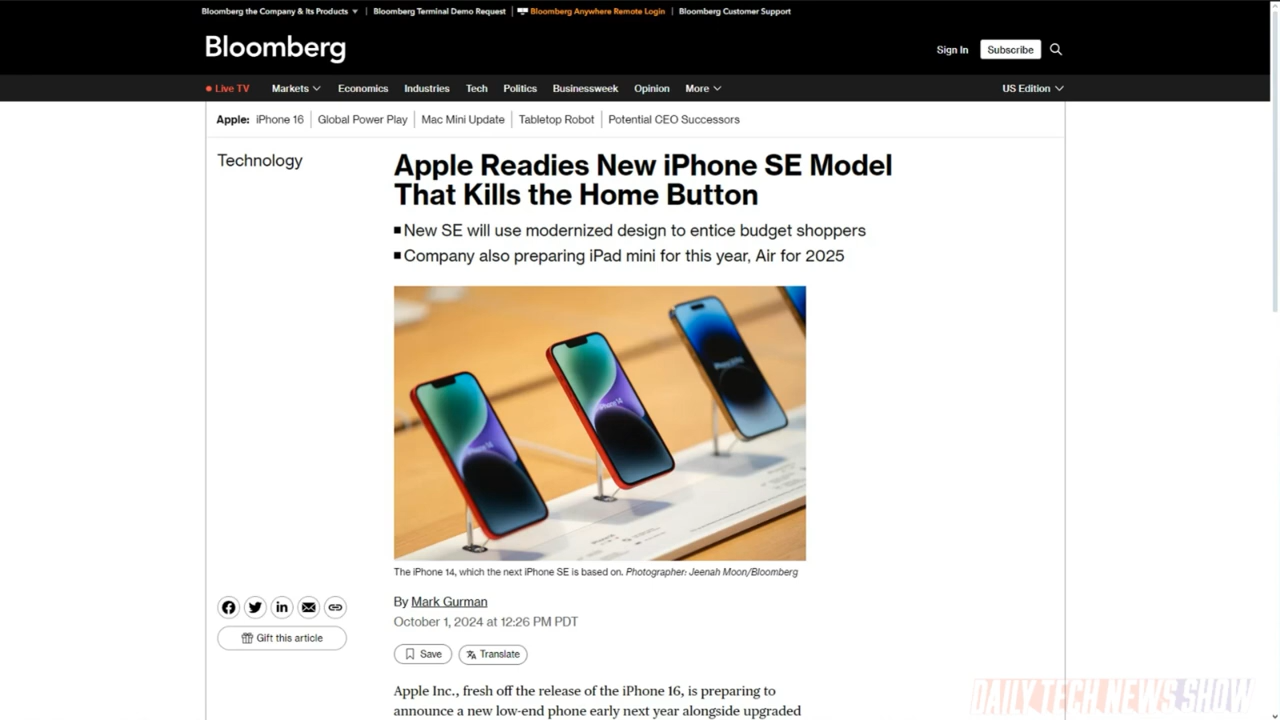 Bloomberg the Company & Its Products
Bloomberg Terminal Demo Request
Bloomberg Anywhere Remote Login
Bloomberg Customer Support
Bloomberg
Sign In
Subscribe
Live TV
Markets
Economics
Industries
Tech
Politics
Businessweek
Opinion
More
US Edition
Apple:
iPhone 16
Global Power Play
Mac Mini Update
Tabletop Robot
Potential CEO Successors
Technology
Apple Readies New iPhone SE Model
That Kills the Home Button
New SE will use modernized design to entice budget shoppers
Company also preparing iPad mini for this year, Air for 2025
The iPhone 14, which the next iPhone SE is based on. Photographer: Jeenah Moon/Bloomberg
By Mark Gurman
October 1, 2024 at 12:26 PM PDT
Gift this article
Save
Translate
Apple Inc., fresh off the release of the iPhone 16, is preparing to
announce a new low-end phone early next year alongside upgraded
DAILY TECH NEWS SHOW